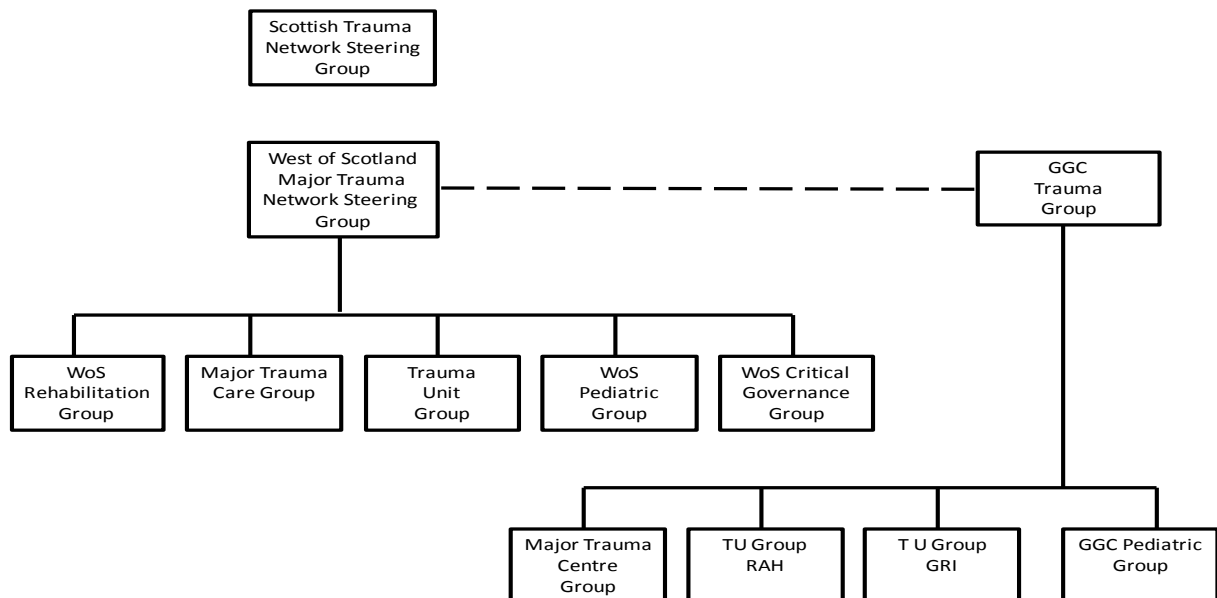 Scottish Trauma
Network Steering
Group
West of Scotland
Major Trauma
Network Steering
Group
GGC
Trauma
Group
WoS
Rehabilitation
Group
Major Trauma
Care Group
Trauma
Unit
Group
WoS
Pediatric
Group
WoS Critical
Governance
Group
Major Trauma
Centre
Group
TU Group
RAH
T U Group
GRI
GGC Pediatric
Group